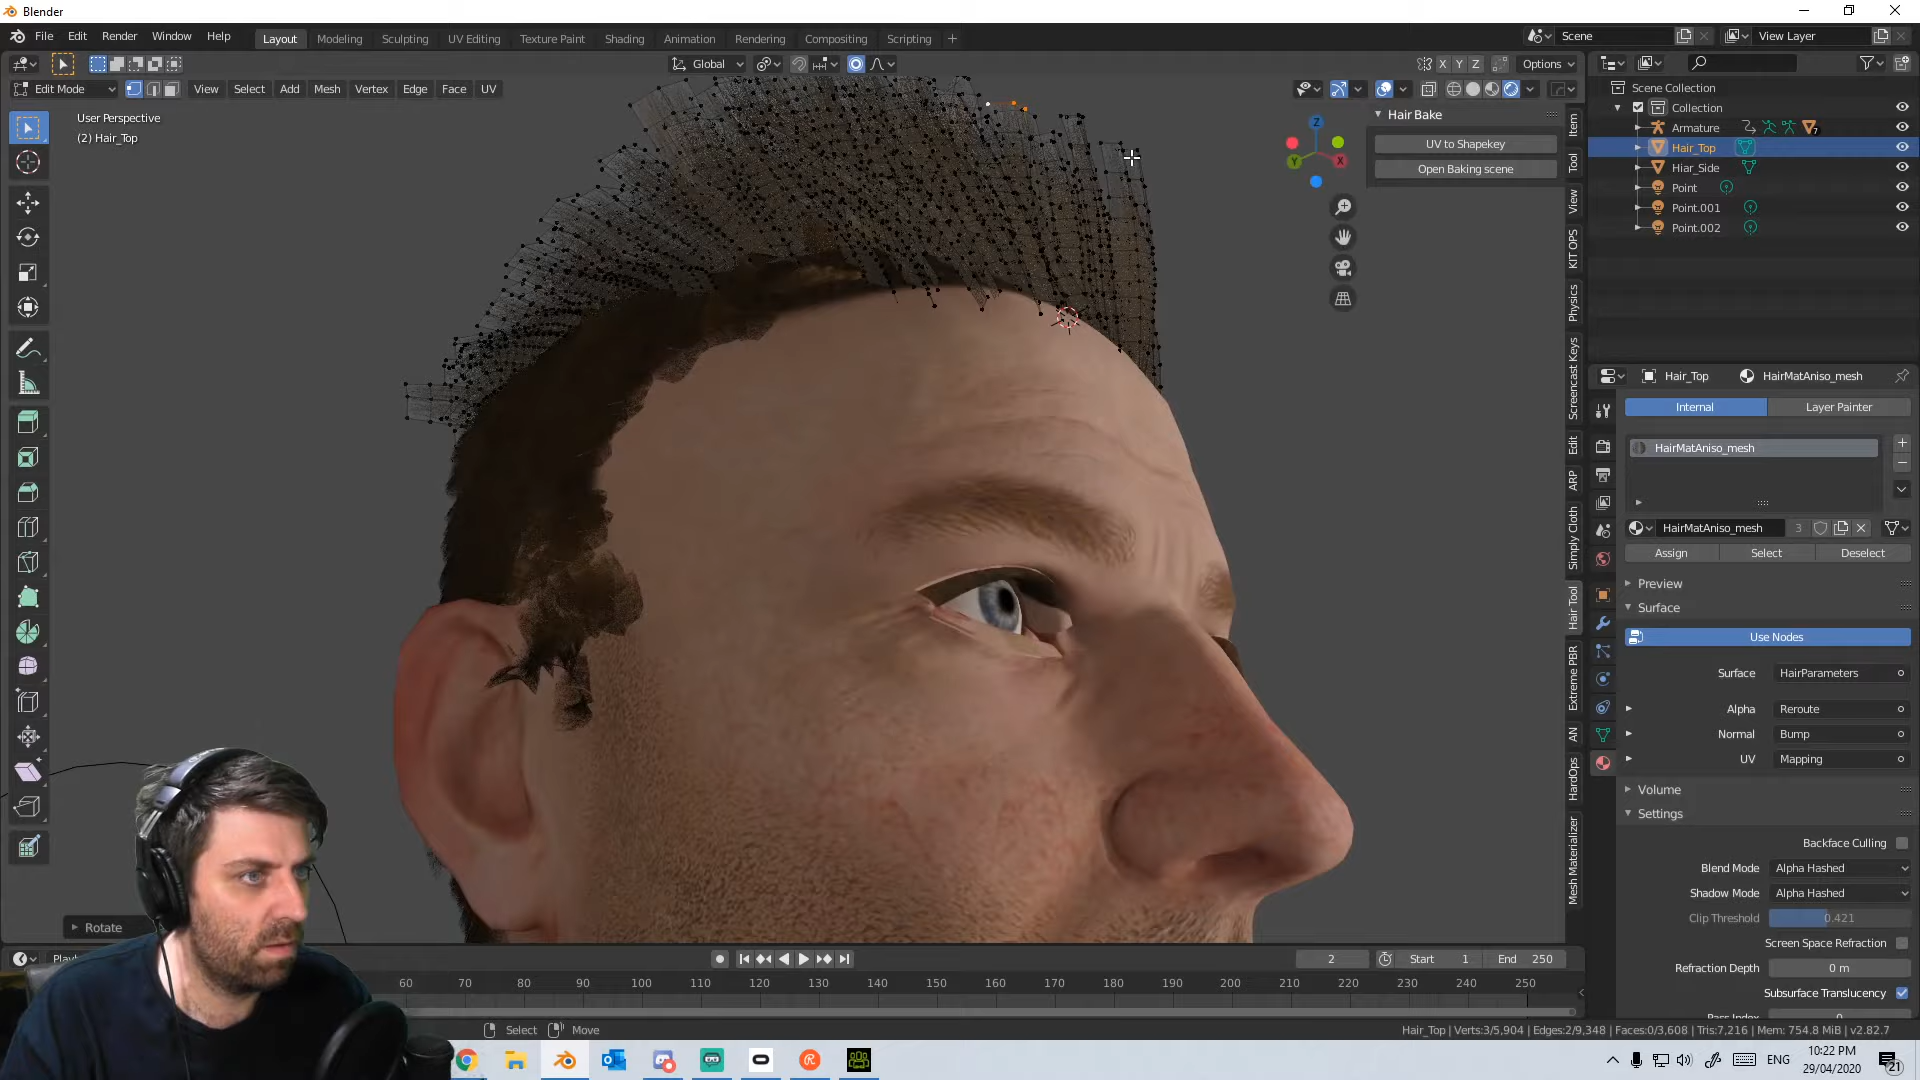 Blender
File Edit Render Window Help
Layout Modeling Sculpting UV Editing Texture Paint Shading Animation Rendering Compositing Scripting +
Scene
View Layer
Global
X Y Z
Options
Edit Mode
View Select Add Mesh Vertex Edge Face UV
User Perspective
(2) Hair_Top
Hair Bake
UV to Shapekey
Open Baking scene
Item
Tool
View
KIT OPS
Physics
Screencast Keys
Edit
ARP
Simply Cloth
Hair Tool
Extreme PBR
AN
HardOps
Mesh Materializer
Z
X
Y
Scene Collection
Collection
Armature
7
Hair_Top
Hiar_Side
Point
Point.001
Point.002
Hair_Top HairMatAniso_mesh
Internal Layer Painter
HairMatAniso_mesh
HairMatAniso_mesh 3
Assign Select Deselect
Preview
Surface
Use Nodes
Surface HairParameters
Alpha Reroute
Normal Bump
UV Mapping
Volume
Settings
Backface Culling
Blend Mode Alpha Hashed
Shadow Mode Alpha Hashed
Clip Threshold 0.421
Screen Space Refraction
Refraction Depth 0 m
Subsurface Translucency
Pass Index 0
Rotate
2 Start 1 End 250
60 70 80 90 100 110 120 130 140 150 160 170 180 190 200 210 220 230 240 250
Select Move
Hair_Top | Verts:3/5,904 | Edges:2/9,348 | Faces:0/3,608 | Tris:7,216 | Mem: 754.8 MiB | v2.82.7
ENG
10:22 PM
29/04/2020
21